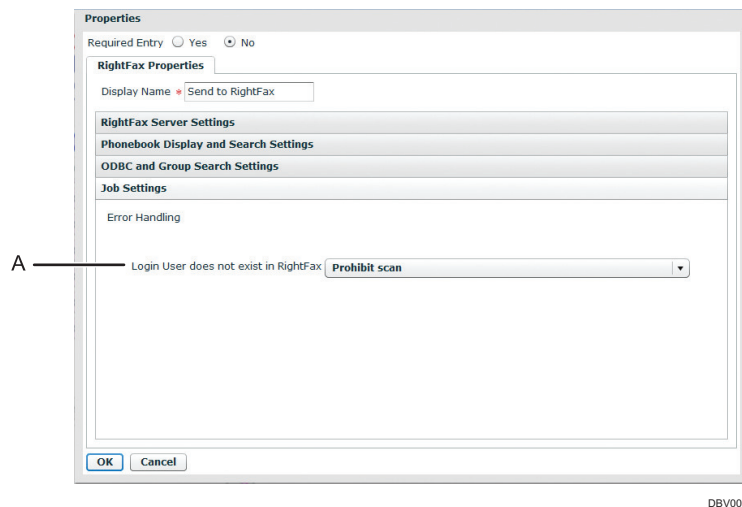 Properties
Required Entry Yes No
RightFax Properties
Display Name * Send to RightFax
RightFax Server Settings
Phonebook Display and Search Settings
ODBC and Group Search Settings
Job Settings
Error Handling
A
Login User does not exist in RightFax Prohibit scan
OK Cancel
DBV00